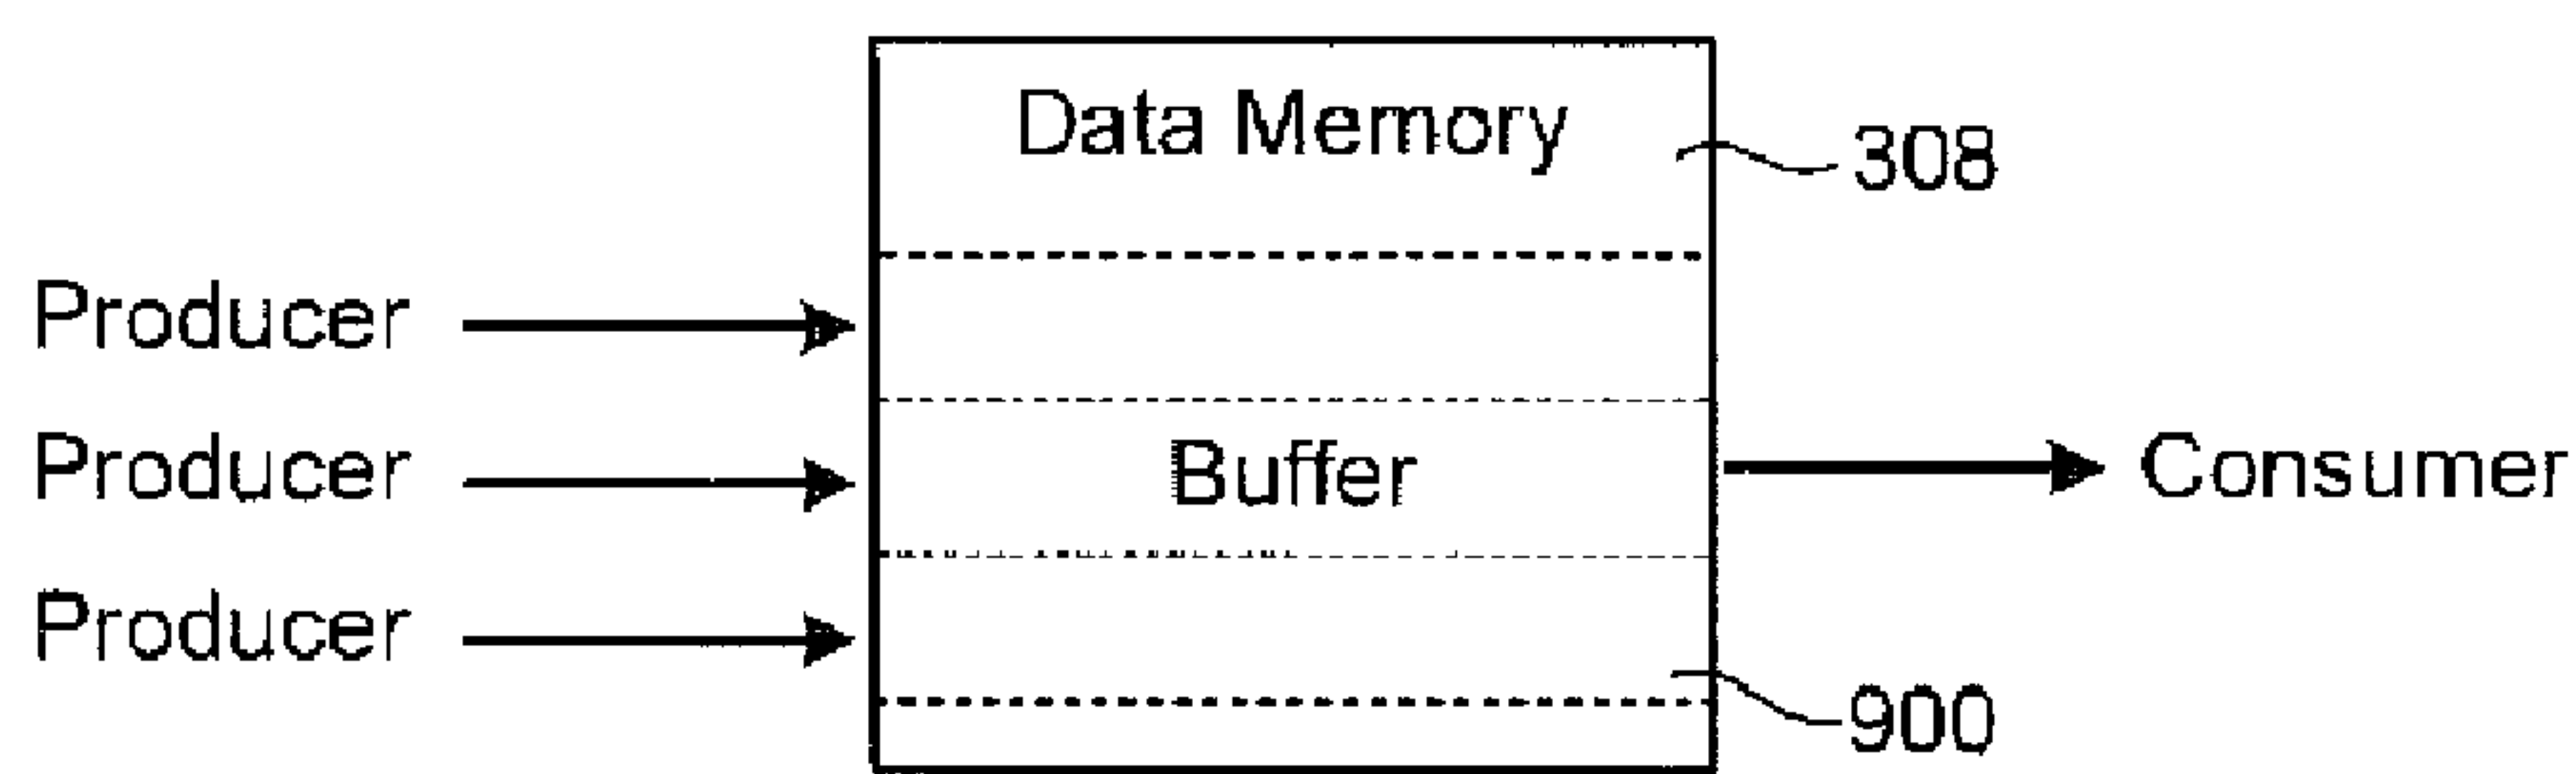 Data Memory
308
Producer
Producer
Buffer
Consumer
Producer
900